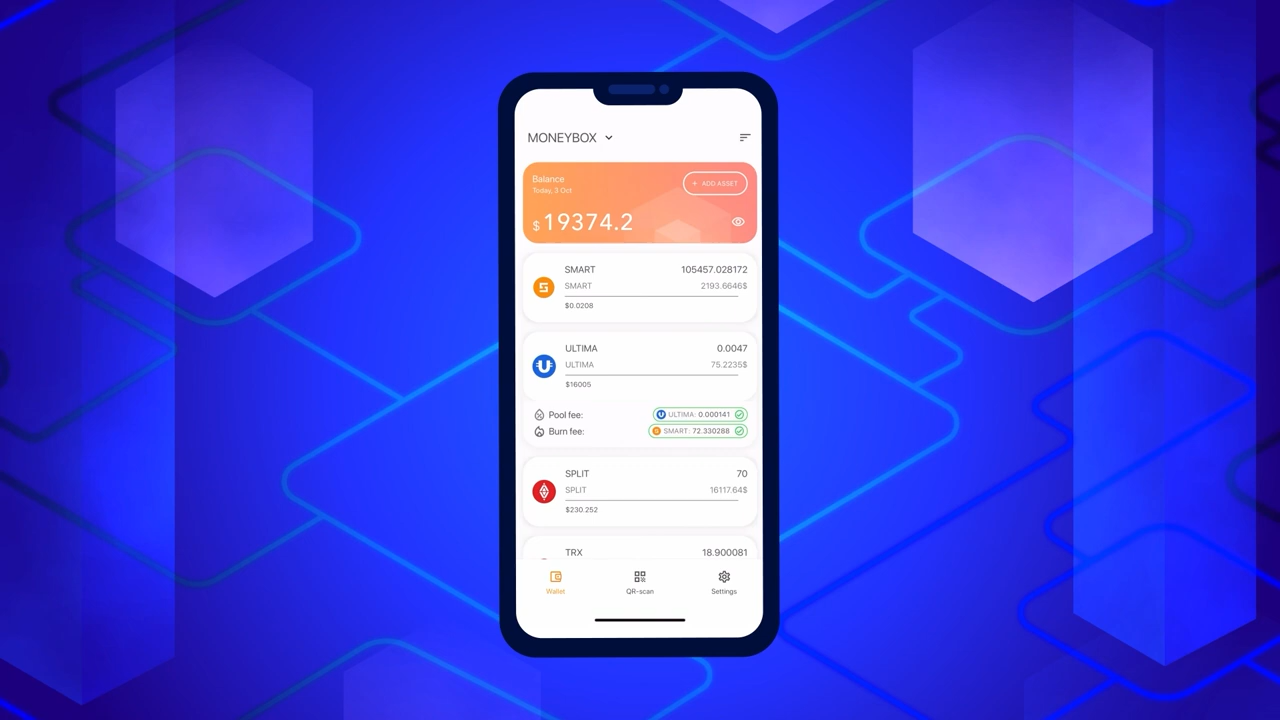 MONEYBOX
Balance
Today, 3 Oct
+ ADD ASSET
$19374.2
SMART 105457.028172
SMART 2193.6646$
$0.0208
ULTIMA 0.0047
ULTIMA 75.2235$
$16005
Pool fee: ULTIMA: 0.000141
Burn fee: SMART: 72.330288
SPLIT 70
SPLIT 16117.64$
$230.252
TRX 18.900081
Wallet QR-scan Settings